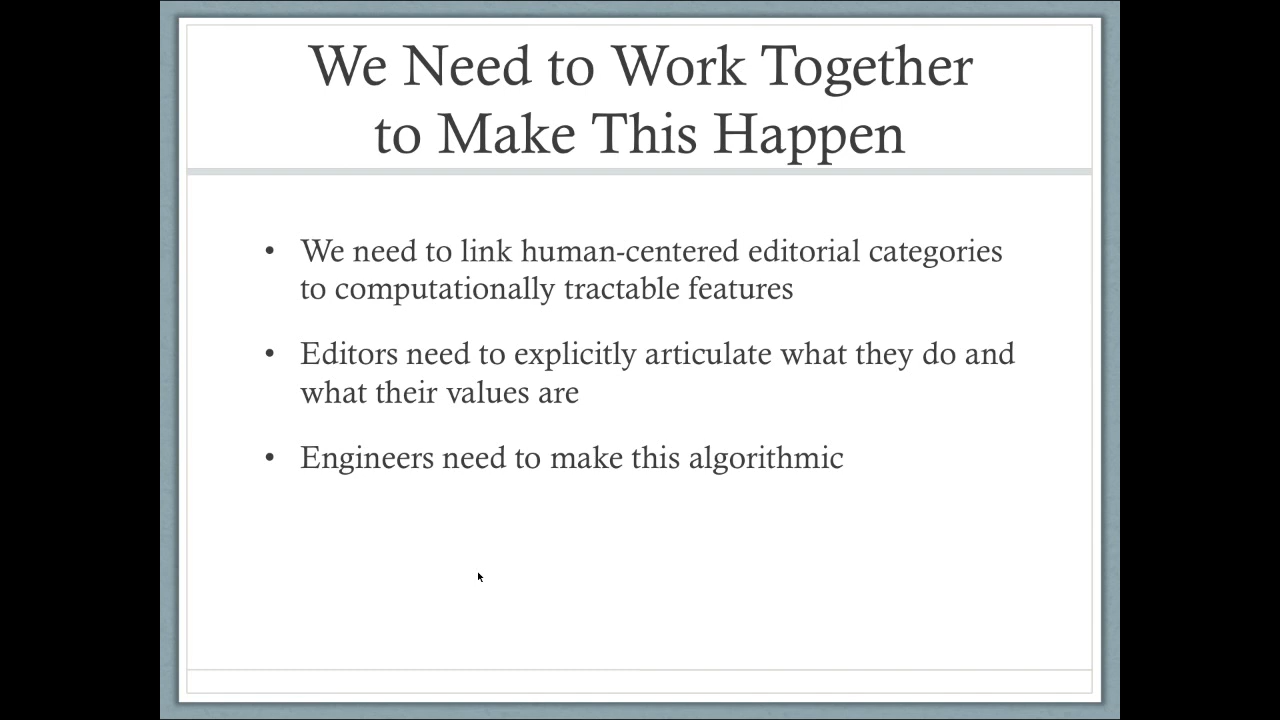 We Need to Work Together
to Make This Happen
• We need to link human-centered editorial categories
to computationally tractable features
• Editors need to explicitly articulate what they do and
what their values are
• Engineers need to make this algorithmic